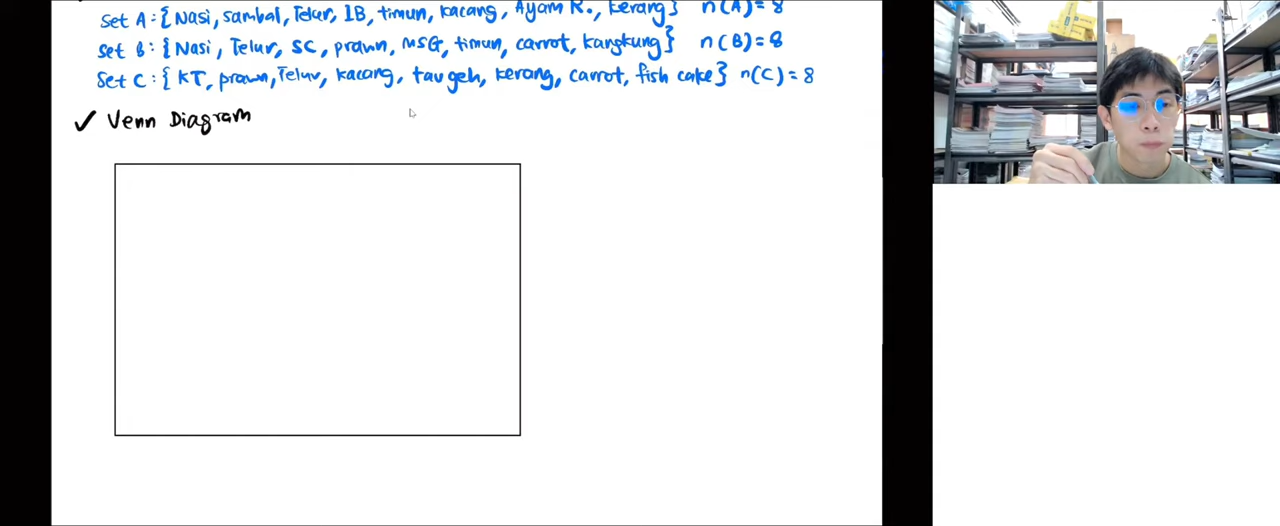 Set A : {Nasi, sambal, Telur, IB, timun, kacang, Ayam R., kerang} n(A) = 8
Set B : {Nasi, Telur, SC, prawn, MSG, timun, carrot, kangkung} n(B) = 8
Set C : {KT, prawn, Telur, kacang, taugeh, kerang, carrot, fish cake} n(C) = 8
✓ Venn Diagram